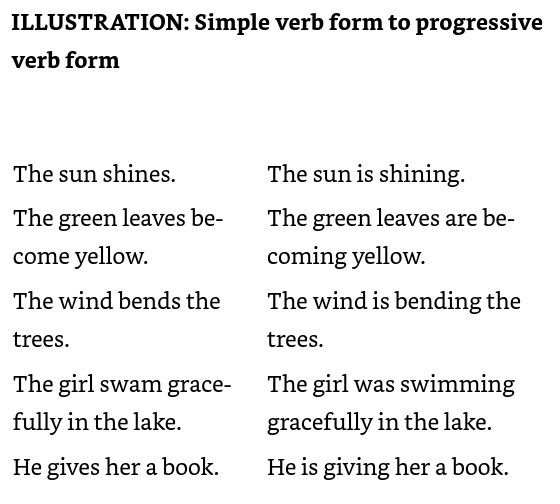 ILLUSTRATION: Simple verb form to progressive
verb form
The sun shines. The sun is shining.
The green leaves be- The green leaves are be-
come yellow. coming yellow.
The wind bends the The wind is bending the
trees. trees.
The girl swam grace- The girl was swimming
fully in the lake. gracefully in the lake.
He gives her a book. He is giving her a book.